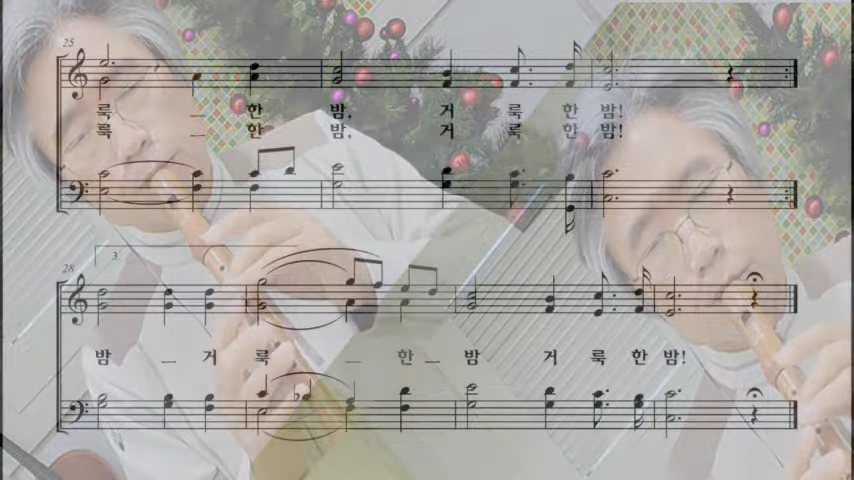 25
룩 _ 한 밤. _ 거 룩 한 밤!
룩 _ 한 밤, 거 룩 한 밤!
3.
28
밤 _ 거 룩 _ 한 _ 밤 거 룩 한 밤!